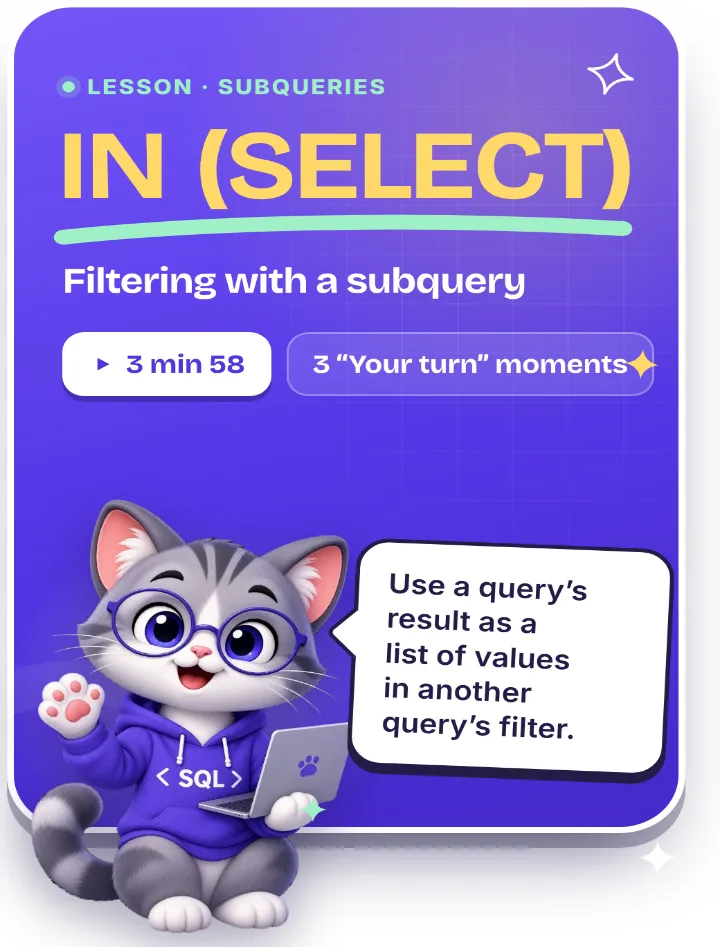 LESSON · SUBQUERIES
IN (SELECT)
Filtering with a subquery
3 min 58
3 “Your turn” moments
Use a query’s
result as a
list of values
in another
query’s filter.
< SQL >